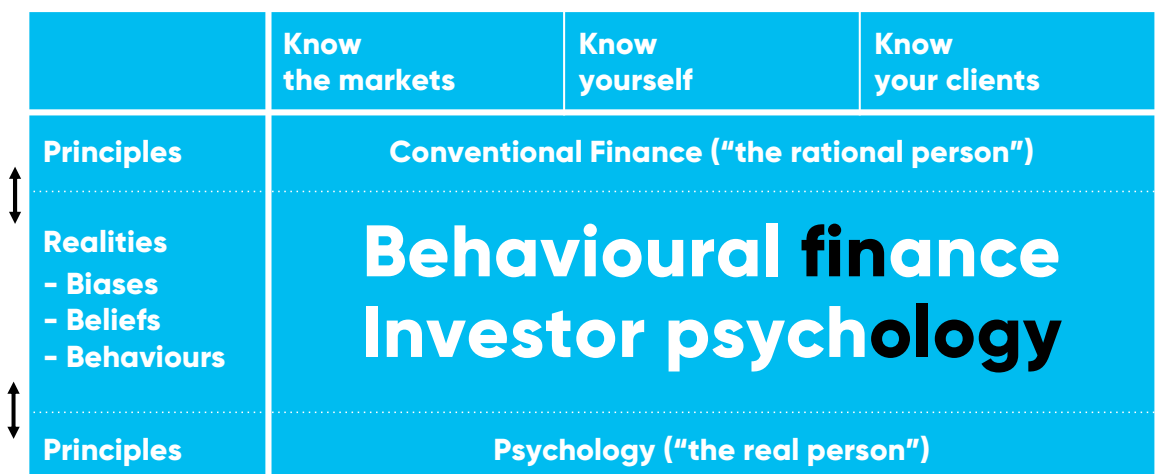 Know
the markets
Know
yourself
Know
your clients
Principles
Conventional Finance (“the rational person”)
Realities
- Biases
- Beliefs
- Behaviours
Behavioural finance
Investor psychology
Principles
Psychology (“the real person”)